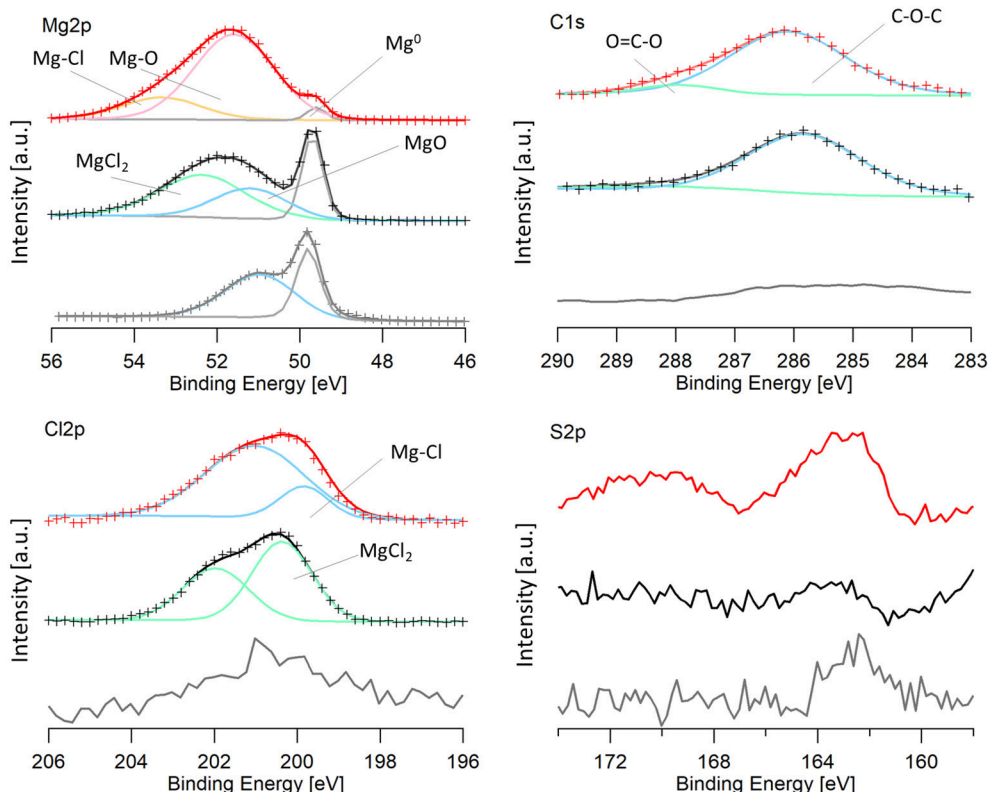 Mg2p
Mg-Cl
Mg-O
Mg⁰
MgCl₂
MgO
Intensity [a.u.]
56 54 52 50 48 46
Binding Energy [eV]
C1s
O=C-O
C-O-C
Intensity [a.u.]
290 289 288 287 286 285 284 283
Binding Energy [eV]
Cl2p
Mg-Cl
MgCl₂
Intensity [a.u.]
206 204 202 200 198 196
Binding Energy [eV]
S2p
Intensity [a.u.]
172 168 164 160
Binding Energy [eV]